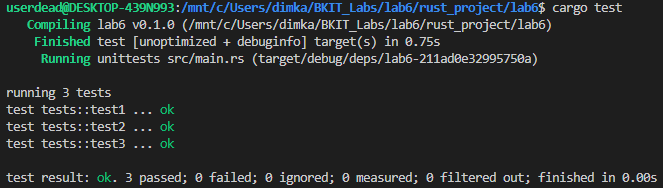 userdead@DESKTOP-439N993:/mnt/c/Users/dimka/BKIT_Labs/lab6/rust_project/lab6$ cargo test
   Compiling lab6 v0.1.0 (/mnt/c/Users/dimka/BKIT_Labs/lab6/rust_project/lab6)
    Finished test [unoptimized + debuginfo] target(s) in 0.75s
     Running unittests src/main.rs (target/debug/deps/lab6-211ad0e32995750a)

running 3 tests
test tests::test1 ... ok
test tests::test2 ... ok
test tests::test3 ... ok

test result: ok. 3 passed; 0 failed; 0 ignored; 0 measured; 0 filtered out; finished in 0.00s